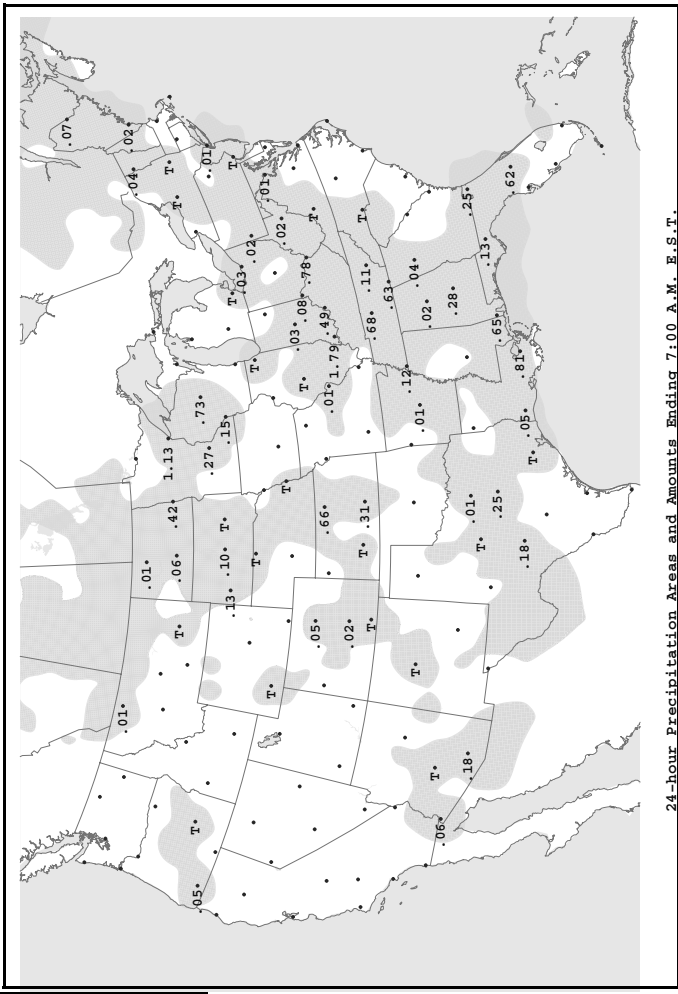 .07
.01
.02
.04
.01
1.13
T
.42
.06
T
T
T
.05
.73
.01
.27
T
.10
.15
.13
T
T
.03
.02
T
T
.01
T
.02
T
.03
.08
T
.78
T
.05
.66
.49
.01
1.79
.02
T
T
.31
.11
T
.68
.63
.12
.04
T
.01
.02
T
.06
.28
.18
.25
.01
T
.13
.65
.25
.62
.81
.18
.05
T
24-hour Precipitation Areas and Amounts Ending 7:00 A.M. E.S.T.